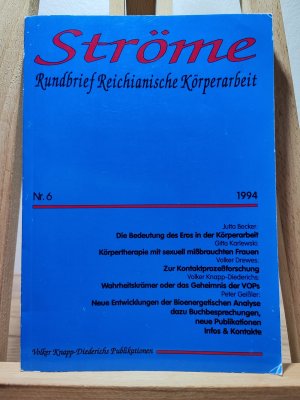 Ströme
Rundbrief Reichianische Körperarbeit
Nr. 6 1994
Jutta Becker:
Die Bedeutung des Eros in der Körperarbeit
Gitta Karlewski:
Körpertherapie mit sexuell mißbrauchten Frauen
Volker Drewes:
Zur Kontaktprozeßforschung
Volker Knapp-Diederichs:
Wahrheitskrämer oder das Geheimnis der VOPs
Peter Geißler:
Neue Entwicklungen der Bioenergetischen Analyse
dazu Buchbesprechungen,
neue Publikationen
Infos & Kontakte
Volker Knapp-Diederichs Publikationen